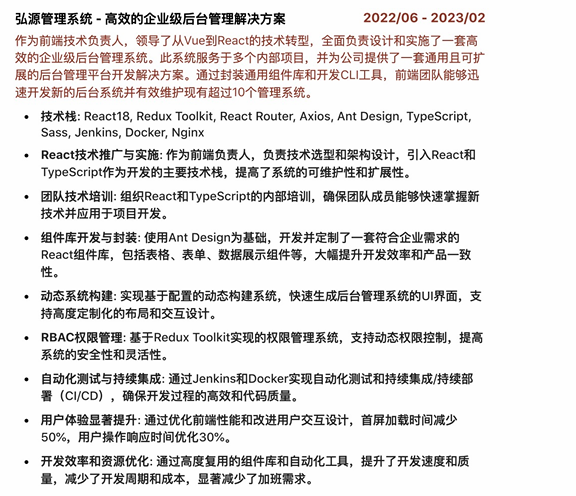 弘源管理系统 - 高效的企业级后台管理解决方案 2022/06 - 2023/02
作为前端技术负责人，领导了从Vue到React的技术转型，全面负责设计和实施了一套高
效的企业级后台管理系统。此系统服务于多个内部项目，并为公司提供了一套通用且可扩
展的后台管理平台开发解决方案。通过封装通用组件库和开发CLI工具，前端团队能够迅
速开发新的后台系统并有效维护现有超过10个管理系统。
• 技术栈: React18, Redux Toolkit, React Router, Axios, Ant Design, TypeScript,
Sass, Jenkins, Docker, Nginx
• React技术推广与实施: 作为前端负责人，负责技术选型和架构设计，引入React和
TypeScript作为开发的主要技术栈，提高了系统的可维护性和扩展性。
• 团队技术培训: 组织React和TypeScript的内部培训，确保团队成员能够快速掌握新
技术并应用于项目开发。
• 组件库开发与封装: 使用Ant Design为基础，开发并定制了一套符合企业需求的
React组件库，包括表格、表单、数据展示组件等，大幅提升开发效率和产品一致
性。
• 动态系统构建: 实现基于配置的动态构建系统，快速生成后台管理系统的UI界面，支
持高度定制化的布局和交互设计。
• RBAC权限管理: 基于Redux Toolkit实现的权限管理系统，支持动态权限控制，提高
系统的安全性和灵活性。
• 自动化测试与持续集成: 通过Jenkins和Docker实现自动化测试和持续集成/持续部
署（CI/CD），确保开发过程的高效和代码质量。
• 用户体验显著提升: 通过优化前端性能和改进用户交互设计，首屏加载时间减少
50%，用户操作响应时间优化30%。
• 开发效率和资源优化: 通过高度复用的组件库和自动化工具，提升了开发速度和质
量，减少了开发周期和成本，显著减少了加班需求。